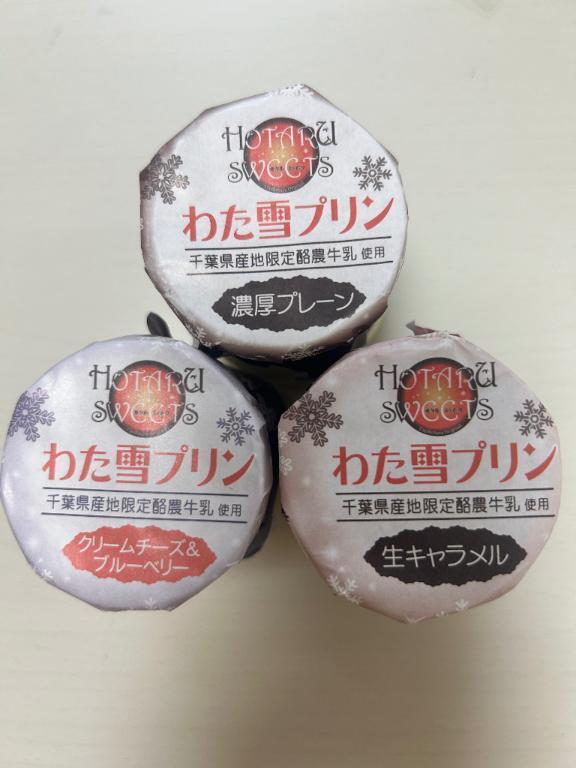 HOTARU
SWEETS
わた雪プリン
千葉県産地限定酪農牛乳 使用
濃厚プレーン
HOTARU
SWEETS
わた雪プリン
千葉県産地限定酪農牛乳 使用
クリームチーズ&
ブルーベリー
HOTARU
SWEETS
わた雪プリン
千葉県産地限定酪農牛乳 使用
生キャラメル